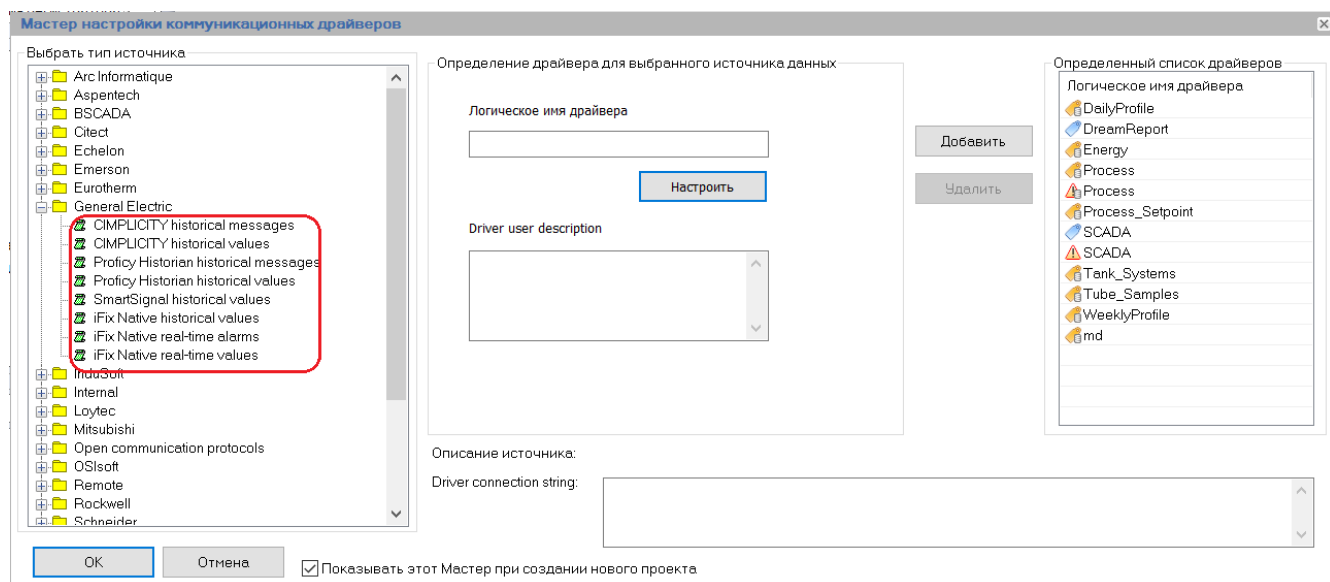 Мастер настройки коммуникационных драйверов
Выбрать тип источника
Arc Informatique
Aspentech
BSCADA
Citect
Echelon
Emerson
Eurotherm
General Electric
CIMPLICITY historical messages
CIMPLICITY historical values
Proficy Historian historical messages
Proficy Historian historical values
SmartSignal historical values
iFix Native historical values
iFix Native real-time alarms
iFix Native real-time values
InduSoft
Internal
Loytec
Mitsubishi
Open communication protocols
OSIsoft
Remote
Rockwell
Schneider
Определение драйвера для выбранного источника данных
Логическое имя драйвера
Настроить
Driver user description
Добавить
Удалить
Определенный список драйверов
Логическое имя драйвера
DailyProfile
DreamReport
Energy
Process
Process
Process_Setpoint
SCADA
SCADA
Tank_Systems
Tube_Samples
WeeklyProfile
md
Описание источника:
Driver connection string:
OK
Отмена
Показывать этот Мастер при создании нового проекта